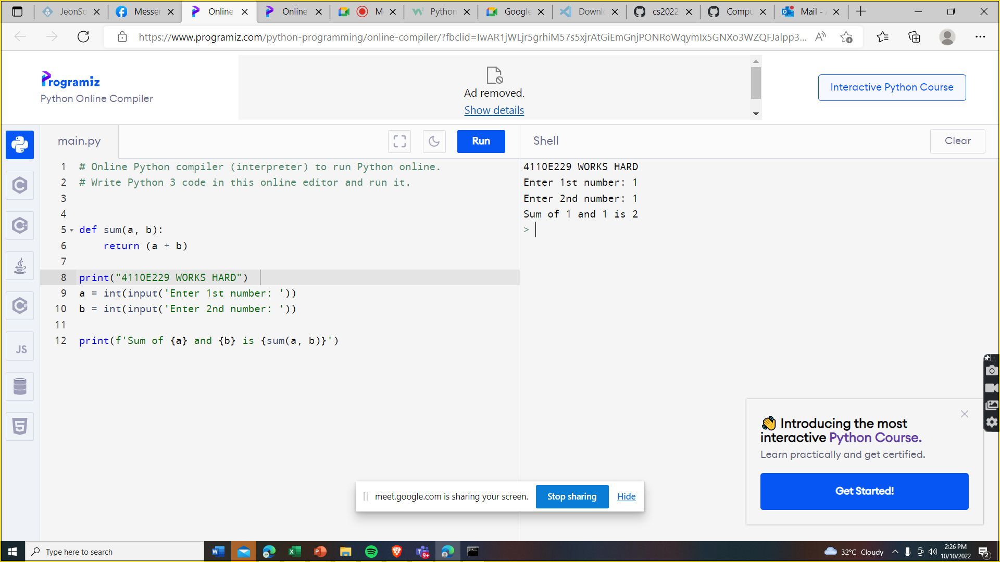 JeonSo
Messer
Online
Online
M
Python
Google
Downlo
cs2022
Compu
Mail -
https://www.programiz.com/python-programming/online-compiler/?fbclid=IwAR1jWLjr5grhiM57s5xjrAtGiEmGnjPONRoWqymIx5GNXo3WZQFJalpp3...
Programiz
Python Online Compiler
Ad removed.
Show details
Interactive Python Course
main.py
Run
Shell
Clear
1 # Online Python compiler (interpreter) to run Python online.
2 # Write Python 3 code in this online editor and run it.
3
4
5 def sum(a, b):
6     return (a + b)
7
8 print("4110E229 WORKS HARD")
9 a = int(input('Enter 1st number: '))
10 b = int(input('Enter 2nd number: '))
11
12 print(f'Sum of {a} and {b} is {sum(a, b)}')
4110E229 WORKS HARD
Enter 1st number: 1
Enter 2nd number: 1
Sum of 1 and 1 is 2
>
JS
👋 Introducing the most
interactive Python Course.
Learn practically and get certified.
Get Started!
meet.google.com is sharing your screen.
Stop sharing
Hide
Type here to search
9+
32°C Cloudy
2:26 PM
10/10/2022
2